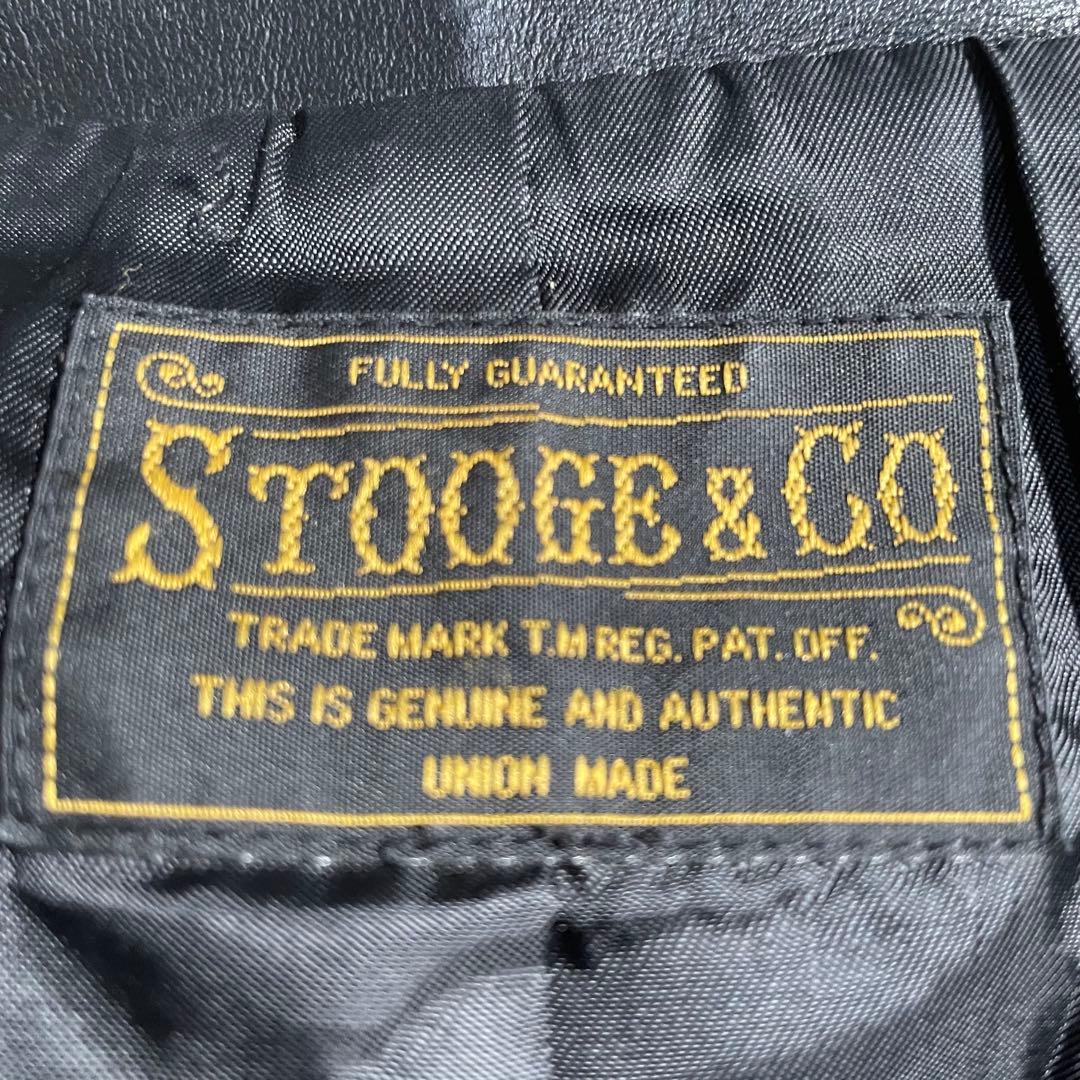 FULLY GUARANTEED
STOOGE & CO
TRADE MARK T.M REG. PAT. OFF.
THIS IS GENUINE AND AUTHENTIC
UNION MADE